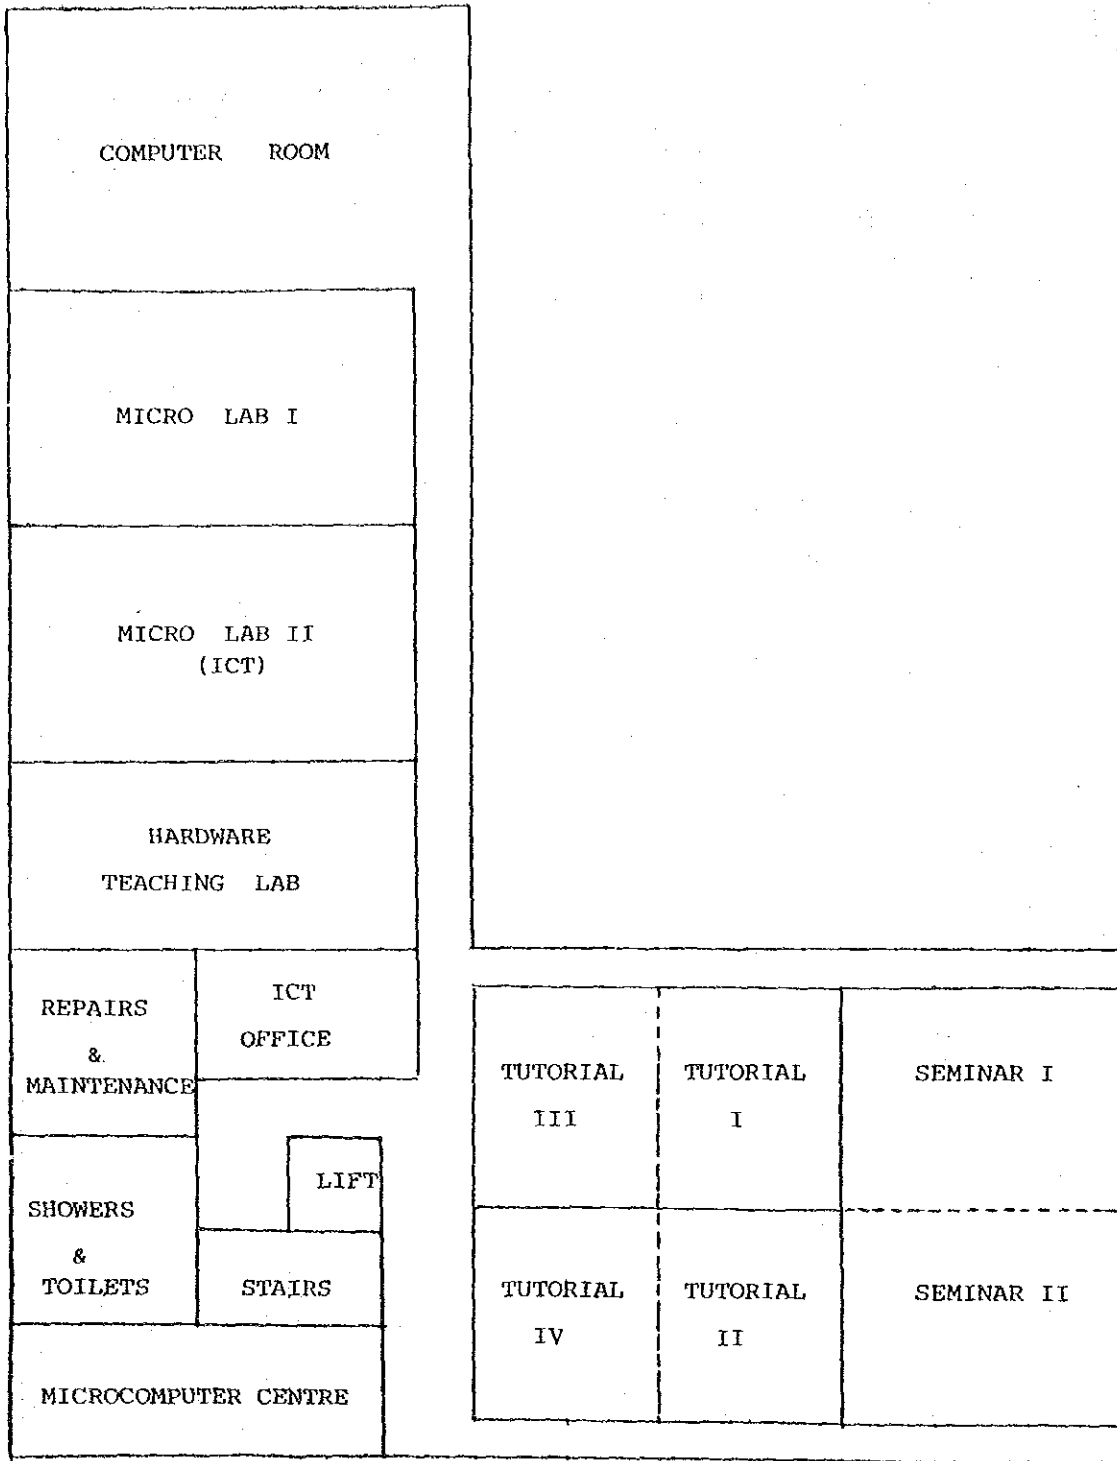 COMPUTER ROOM
MICRO LAB I
MICRO LAB II
(ICT)
HARDWARE
TEACHING LAB
REPAIRS
&
MAINTENANCE
ICT
OFFICE
LIFT
SHOWERS
&
TOILETS
STAIRS
MICROCOMPUTER CENTRE
TUTORIAL
III
TUTORIAL
I
SEMINAR I
TUTORIAL
IV
TUTORIAL
II
SEMINAR II